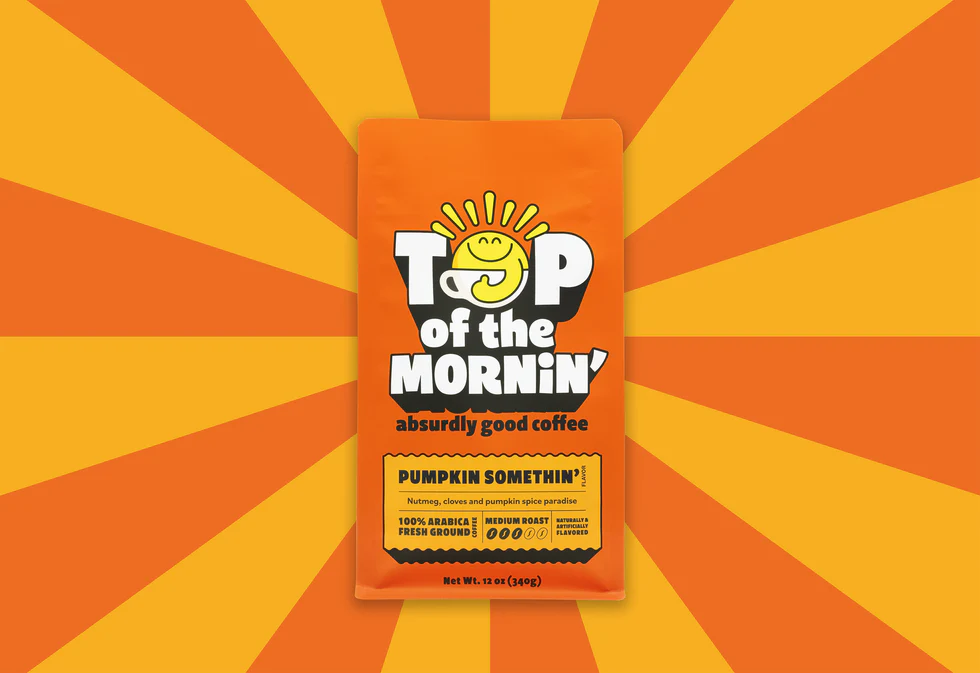 TOP
of the
MORNiN'
absurdly good coffee
PUMPKIN SOMETHIN' FLAVOR
Nutmeg, cloves and pumpkin spice paradise
100% ARABICA
FRESH GROUND
COFFEE
MEDIUM ROAST
NATURALLY &
ARTIFICIALLY
FLAVORED
Net Wt. 12 oz (340g)